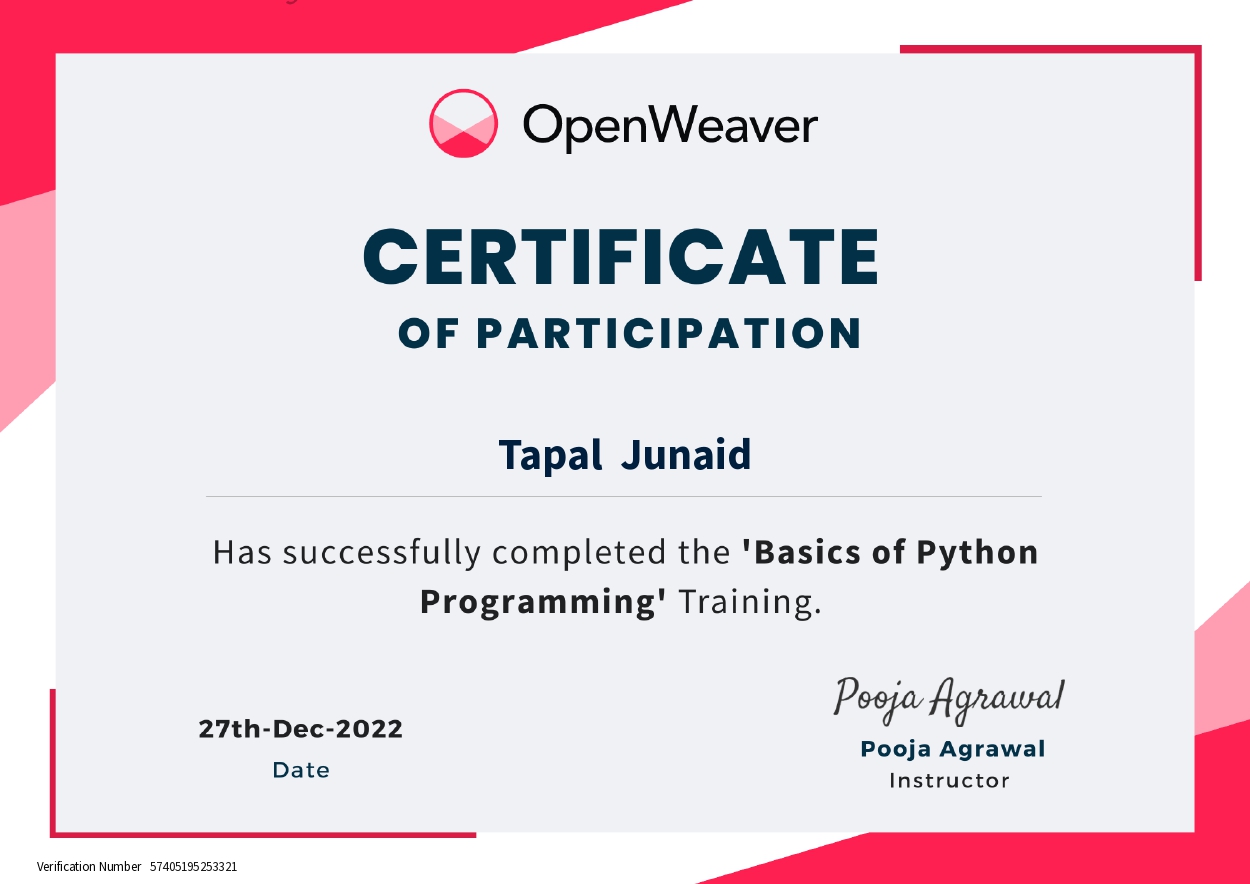 OpenWeaver
CERTIFICATE
OF PARTICIPATION
Tapal Junaid
Has successfully completed the 'Basics of Python
Programming' Training.
27th-Dec-2022
Date
Pooja Agrawal
Pooja Agrawal
Instructor
Verification Number 57405195253321